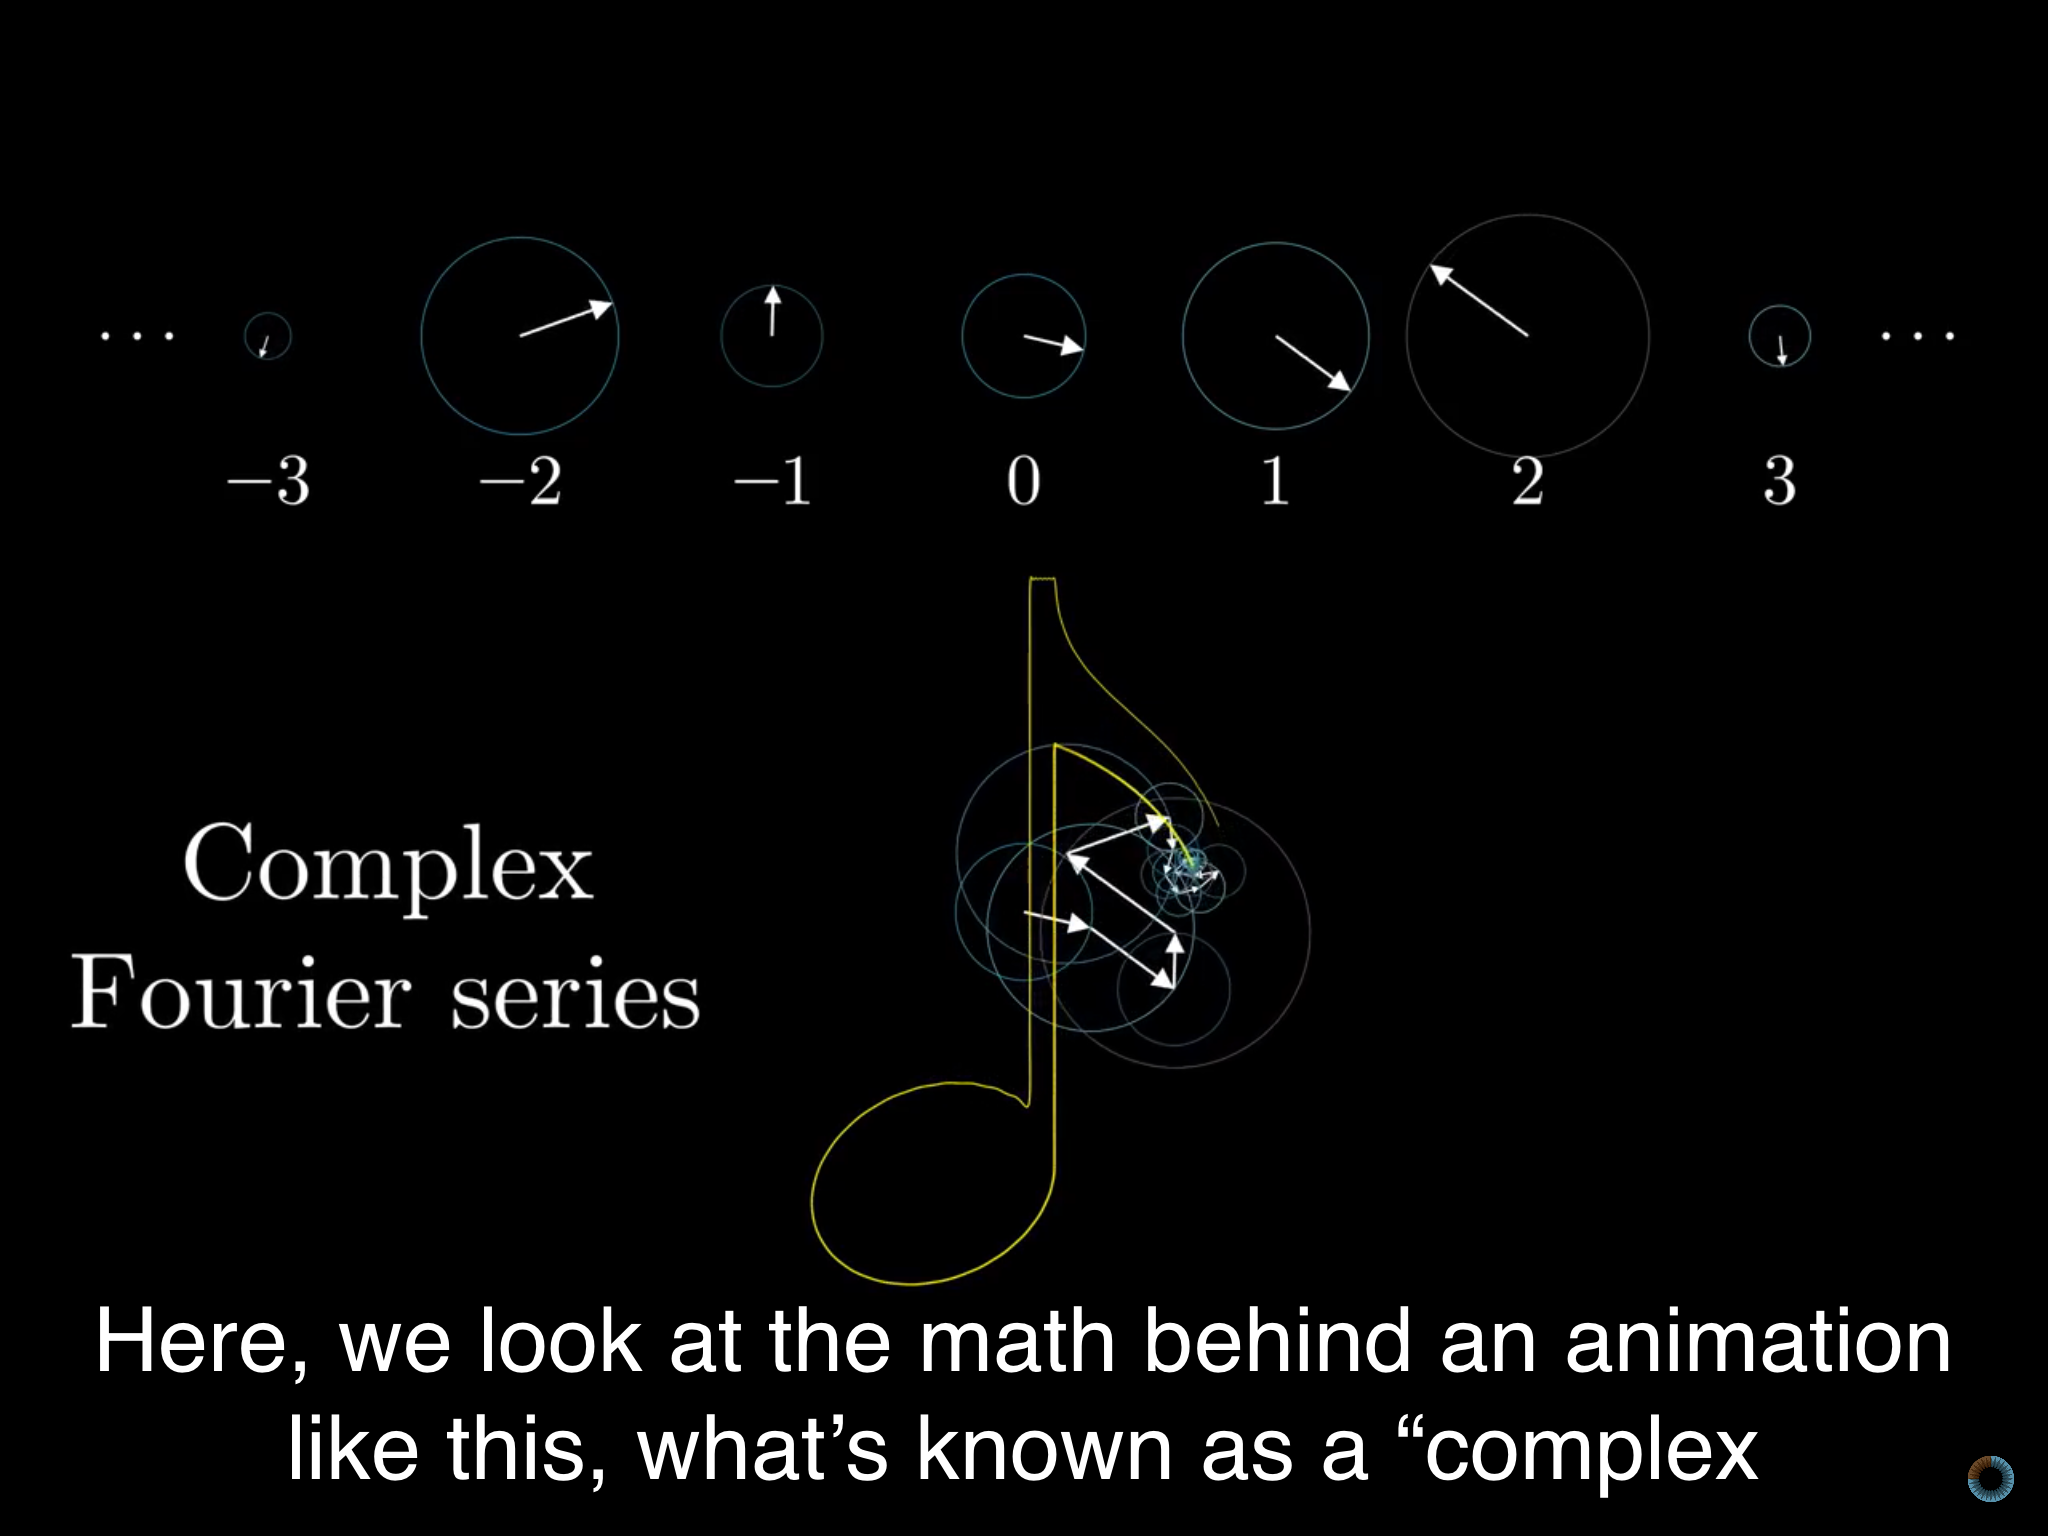 ... −3 −2 −1 0 1 2 3 ...
Complex
Fourier series
Here, we look at the math behind an animation
like this, what’s known as a “complex